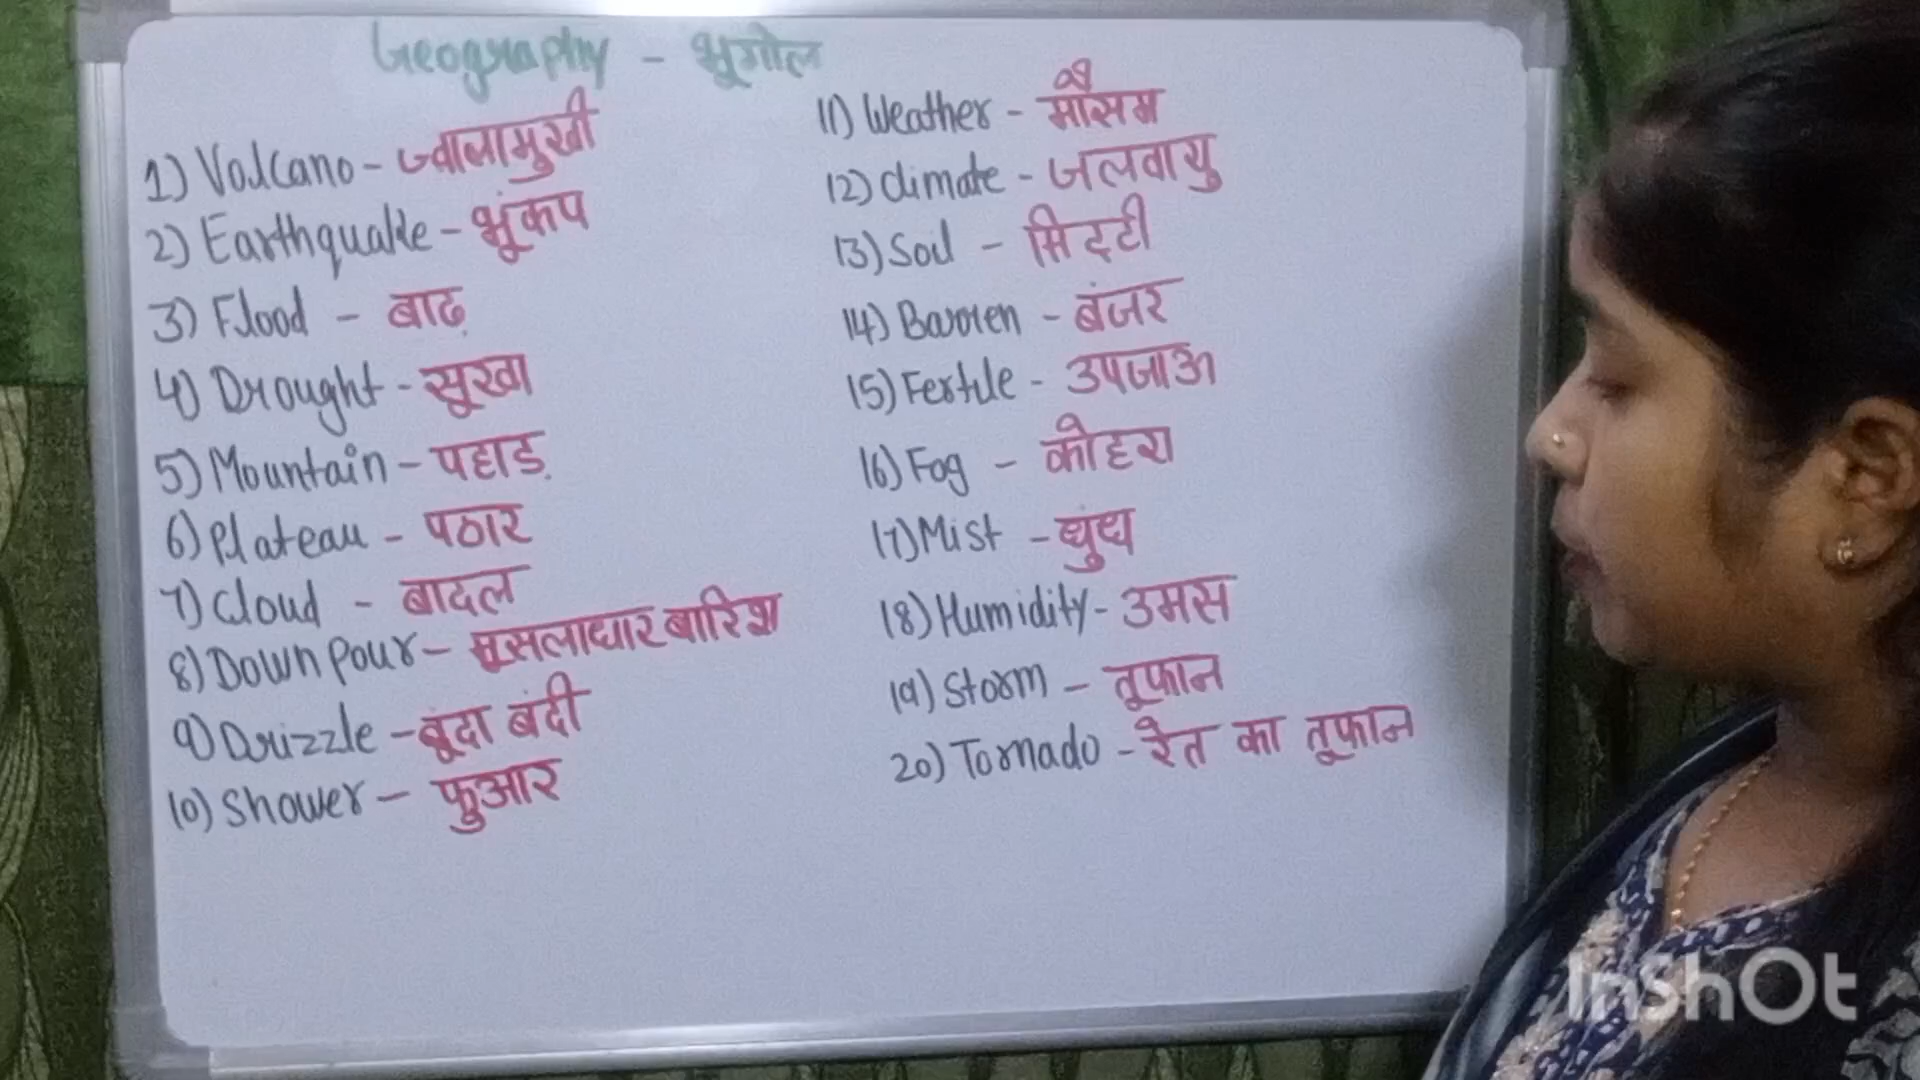 Geography - भूगोल
1) Volcano - ज्वालामुखी
2) Earthquake - भूंकप
3) Flood - बाढ़
4) Drought - सूखा
5) Mountain - पहाड़
6) Plateau - पठार
7) Cloud - बादल
8) Down Pour - मूसलाधार बारिश
9) Drizzle - बूंदा बंदी
10) Shower - फुआर
11) Weather - मौसम
12) Climate - जलवायु
13) Soil - मिट्टी
14) Barren - बंजर
15) Fertile - उपजाऊ
16) Fog - कोहरा
17) Mist - धुंध
18) Humidity - उमस
19) Storm - तूफान
20) Tornado - रेत का तूफान
InShOt